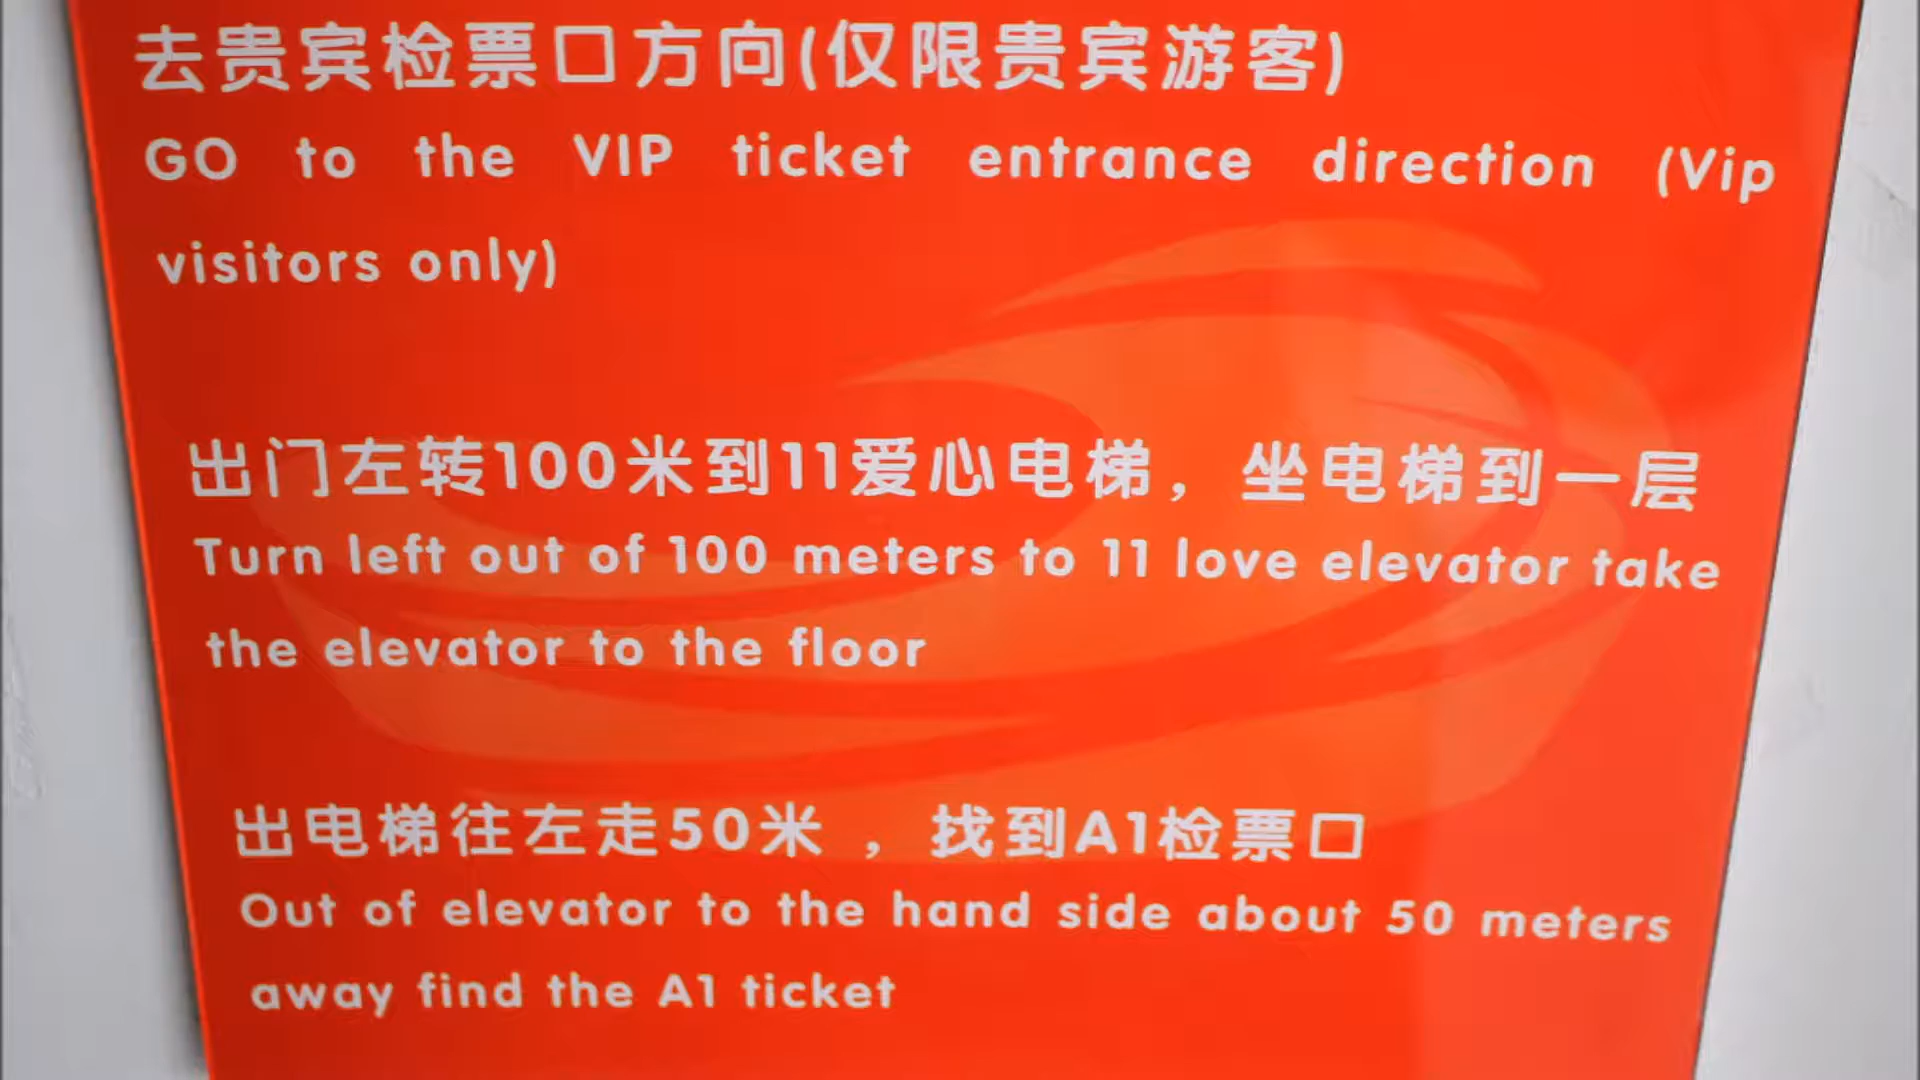 去贵宾检票口方向(仅限贵宾游客)
GO to the VIP ticket entrance direction (Vip
visitors only)
出门左转100米到11爱心电梯，坐电梯到一层
Turn left out of 100 meters to 11 love elevator take
the elevator to the floor
出电梯往左走50米，找到A1检票口
Out of elevator to the hand side about 50 meters
away find the A1 ticket